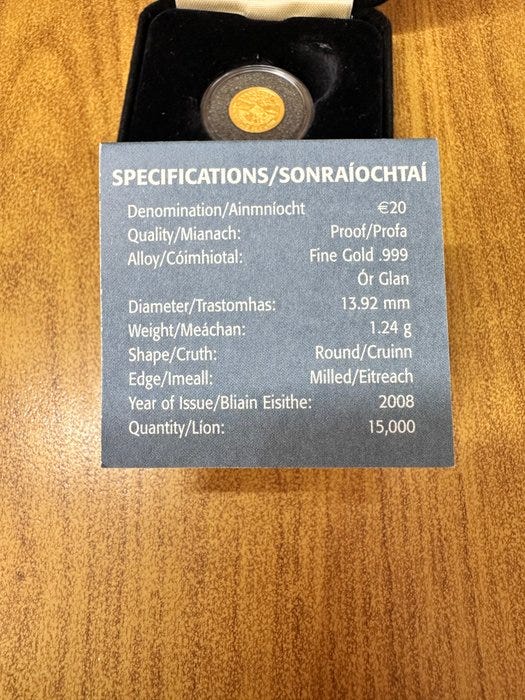 SPECIFICATIONS/SONRAÍOCHTAÍ
Denomination/Ainmníocht €20
Quality/Mianach: Proof/Profa
Alloy/Cóimhiotal: Fine Gold .999
Ór Glan
Diameter/Trastomhas: 13.92 mm
Weight/Meáchan: 1.24 g
Shape/Cruth: Round/Cruinn
Edge/Imeall: Milled/Eitreach
Year of Issue/Bliain Eisithe: 2008
Quantity/Líon: 15,000